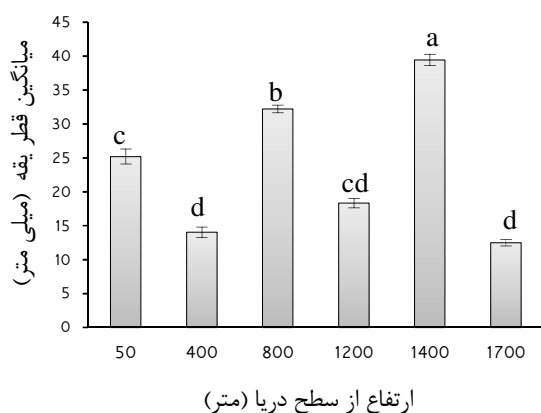 میانگین قطر یقه (میلی متر)
45
40
35
30
25
20
15
10
5
0
c
d
b
cd
a
d
50 400 800 1200 1400 1700
ارتفاع از سطح دریا (متر)